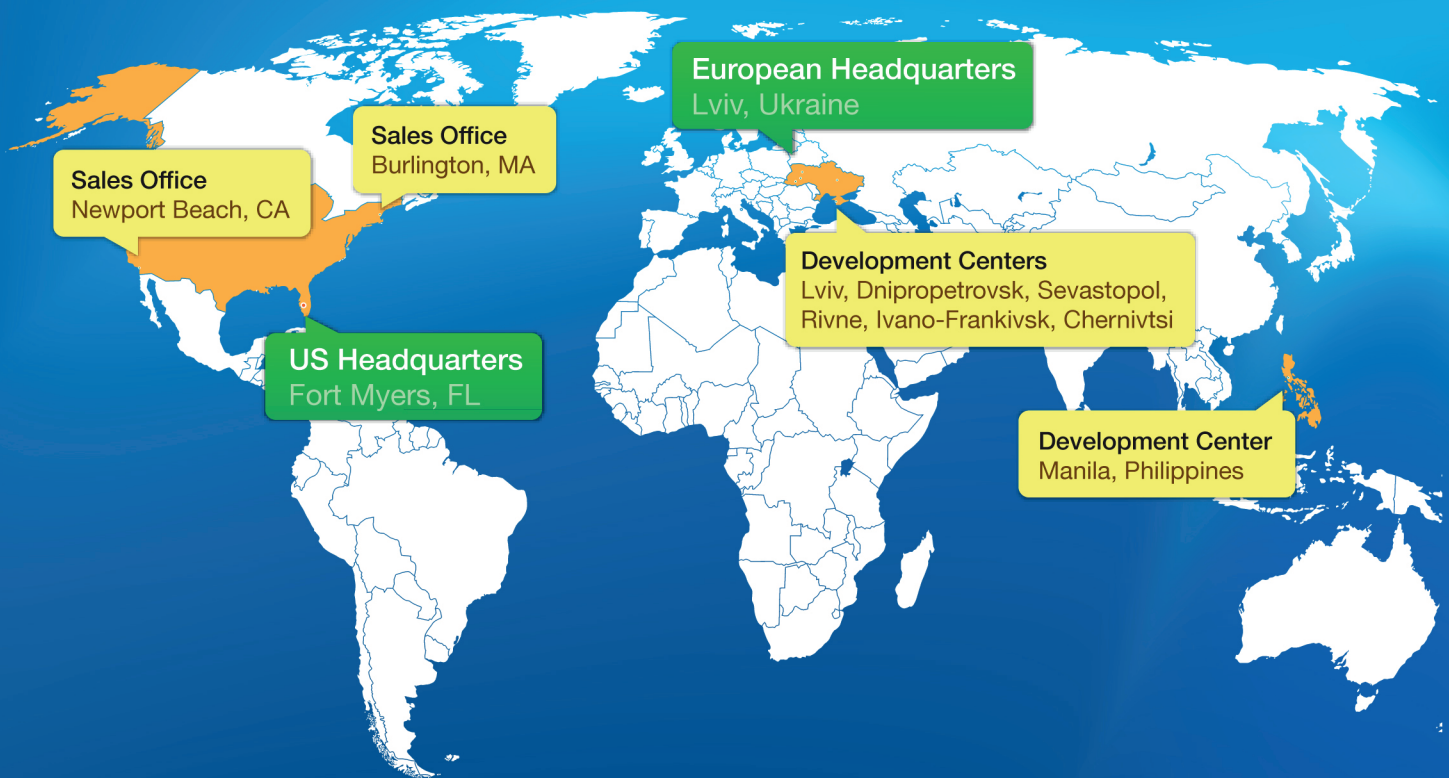 European Headquarters
Lviv, Ukraine
Sales Office
Burlington, MA
Sales Office
Newport Beach, CA
Development Centers
Lviv, Dnipropetrovsk, Sevastopol,
Rivne, Ivano-Frankivsk, Chernivtsi
US Headquarters
Fort Myers, FL
Development Center
Manila, Philippines